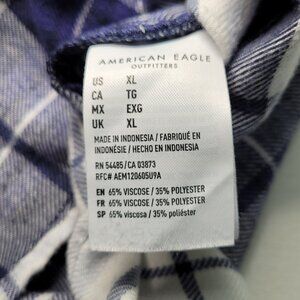 AMERICAN EAGLE
OUTFITTERS
US XL
CA TG
MX EXG
UK XL
MADE IN INDONESIA / FABRIQUÉ EN
INDONÉSIE / HECHO EN INDONESIA
RN 54485/CA 03873
RFC# AEM120605U9A
EN 65% VISCOSE / 35% POLYESTER
FR 65% VISCOSE / 35% POLYESTER
SP 65% viscosa / 35% poliéster